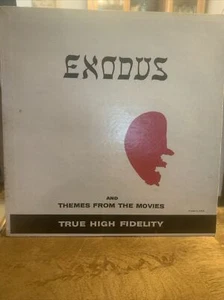 EXODUS
AND
THEMES FROM THE MOVIES
TRUE HIGH FIDELITY